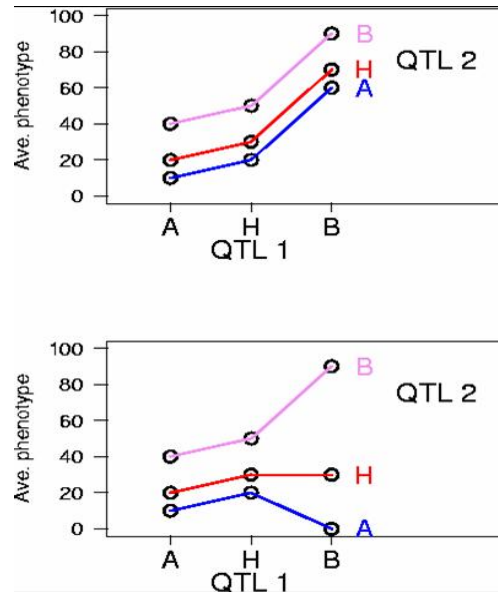 100
B
QTL 2
80
H
60
A
40
20
0
Ave. phenotype
A H B
QTL 1
100
B
QTL 2
80
60
40
H
20
0
A
Ave. phenotype
A H B
QTL 1